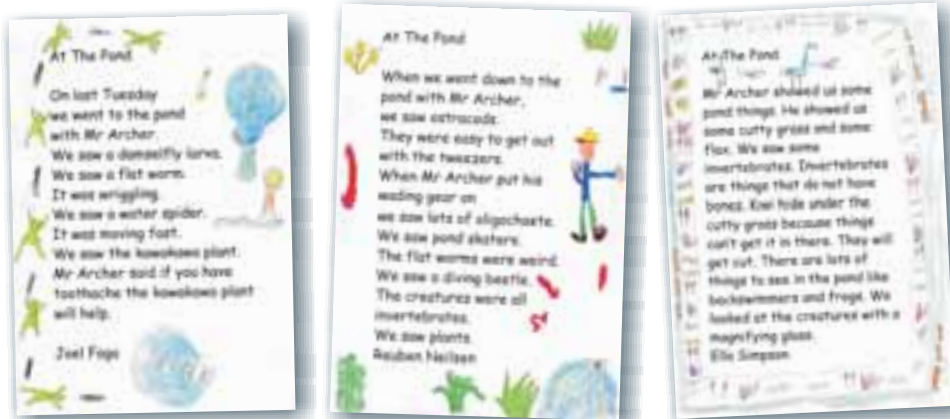 At The Pond
On last Tuesday
we went to the pond
with Mr Archer.
We saw a damselfly larva.
We saw a flat worm.
It was wriggling.
We saw a water spider.
It was moving fast.
We saw the kawakawa plant.
Mr Archer said if you have
toothache the kawakawa plant
will help.
Joel Fogo
At The Pond
When we went down to the
pond with Mr Archer,
we saw ostracods.
They were easy to get out
with the tweezers.
When Mr Archer put his
wading gear on
we saw lots of oligochaete.
We saw pond skaters.
The flat worms were weird.
We saw a diving beetle.
The creatures were all
invertebrates.
We saw plants.
Reuben Neilson
At The Pond
Mr Archer showed us some
pond things. He showed us
some cutty grass and some
flax. We saw some
invertebrates. Invertebrates
are things that do not have
bones. Kiwi hide under the
cutty grass because things
can't get it in there. They will
get cut. There are lots of
things to see in the pond like
backswimmers and frogs. We
looked at the creatures with a
magnifying glass.
Elle Simpson